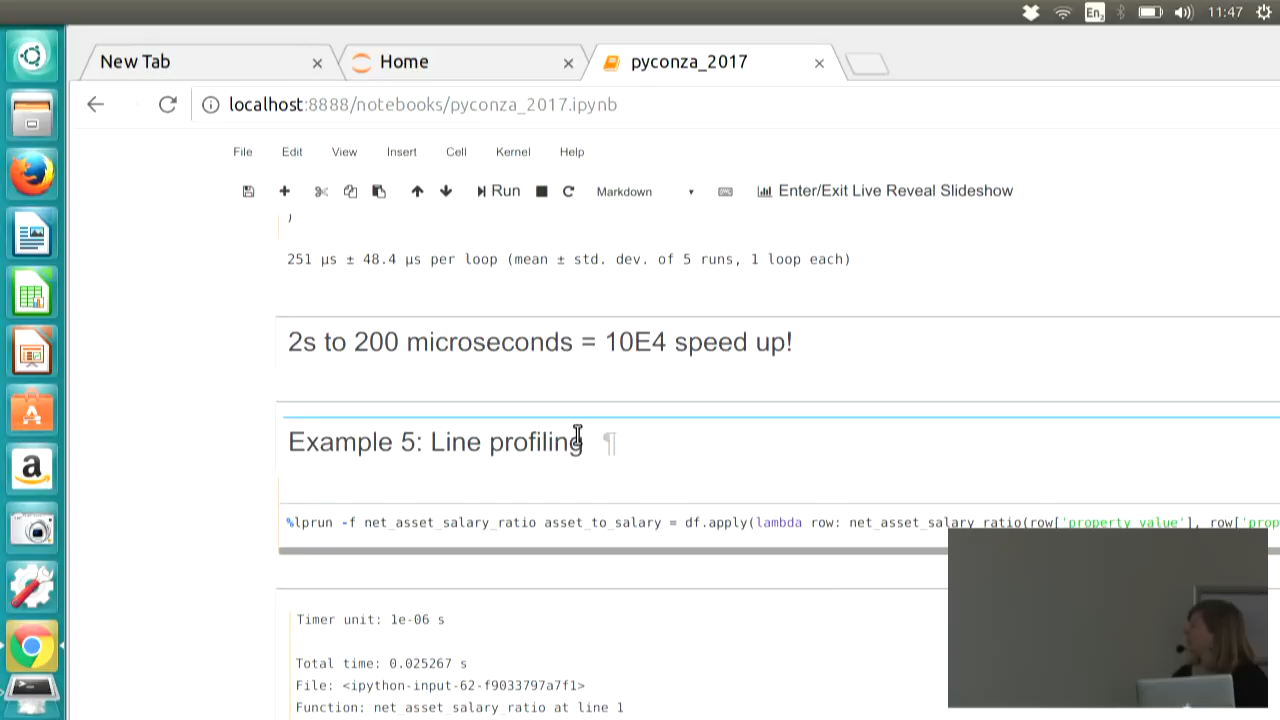 En₂ 11:47
New Tab Home pyconza_2017
localhost:8888/notebooks/pyconza_2017.ipynb
File Edit View Insert Cell Kernel Help
Run Markdown Enter/Exit Live Reveal Slideshow
)
251 µs ± 48.4 µs per loop (mean ± std. dev. of 5 runs, 1 loop each)
2s to 200 microseconds = 10E4 speed up!
Example 5: Line profiling ¶
%lprun -f net_asset_salary_ratio asset_to_salary = df.apply(lambda row: net_asset_salary_ratio(row['property_value'], row['prop
Timer unit: 1e-06 s
Total time: 0.025267 s
File: <ipython-input-62-f9033797a7f1>
Function: net_asset_salary_ratio at line 1